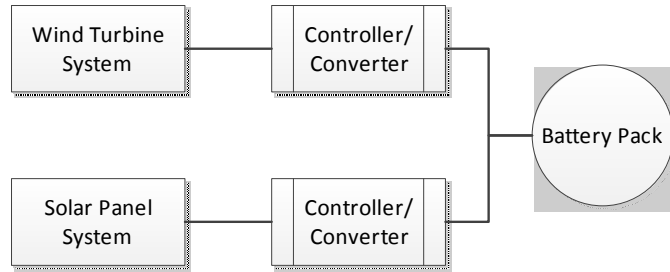 Wind Turbine
System
Controller/
Converter
Battery Pack
Solar Panel
System
Controller/
Converter